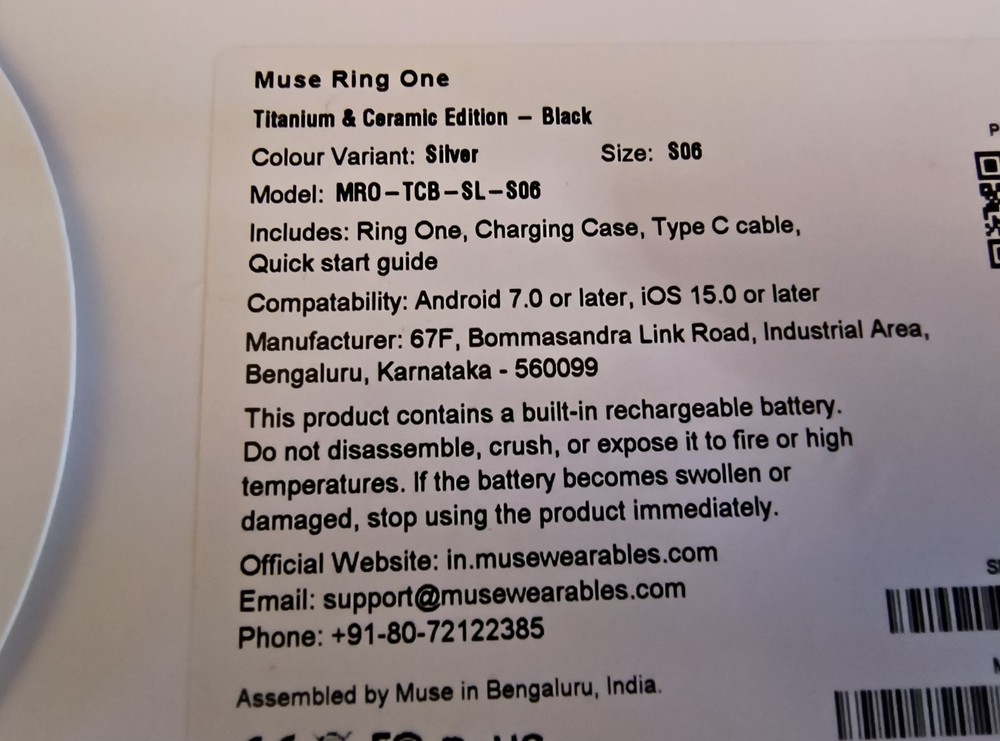 Muse Ring One
Titanium & Ceramic Edition – Black
Colour Variant: Silver Size: S06
Model: MRO-TCB-SL-S06
Includes: Ring One, Charging Case, Type C cable,
Quick start guide
Compatability: Android 7.0 or later, iOS 15.0 or later
Manufacturer: 67F, Bommasandra Link Road, Industrial Area,
Bengaluru, Karnataka - 560099
This product contains a built-in rechargeable battery.
Do not disassemble, crush, or expose it to fire or high
temperatures. If the battery becomes swollen or
damaged, stop using the product immediately.
Official Website: in.musewearables.com
Email: support@musewearables.com
Phone: +91-80-72122385
Assembled by Muse in Bengaluru, India.